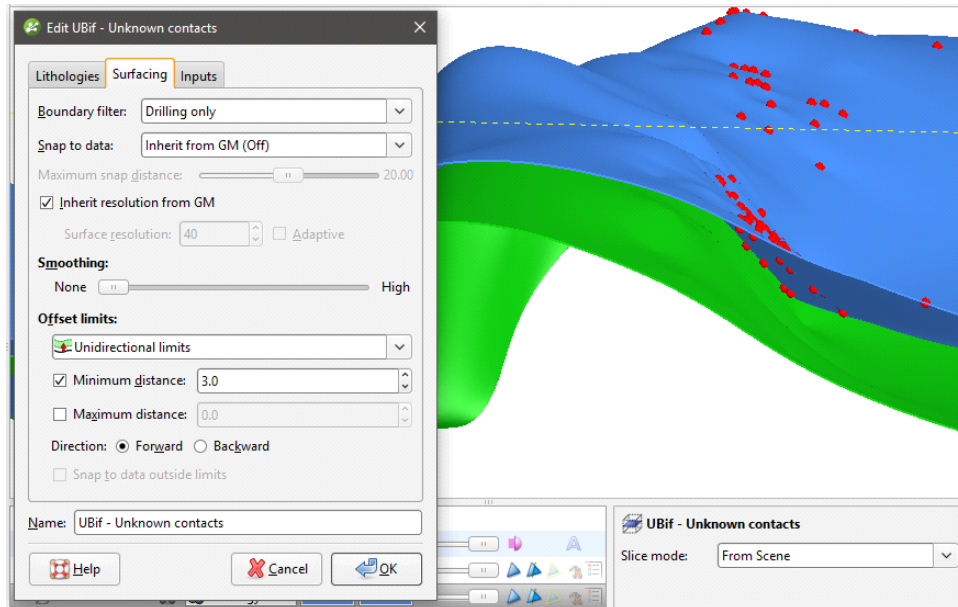 Edit UBif - Unknown contacts
Lithologies Surfacing Inputs
Boundary filter: Drilling only
Snap to data: Inherit from GM (Off)
Maximum snap distance: 20.00
Inherit resolution from GM
Surface resolution: 40 Adaptive
Smoothing:
None High
Offset limits:
Unidirectional limits
Minimum distance: 3.0
Maximum distance: 0.0
Direction: Forward Backward
Snap to data outside limits
Name: UBif - Unknown contacts
Help Cancel OK
UBif - Unknown contacts
Slice mode: From Scene